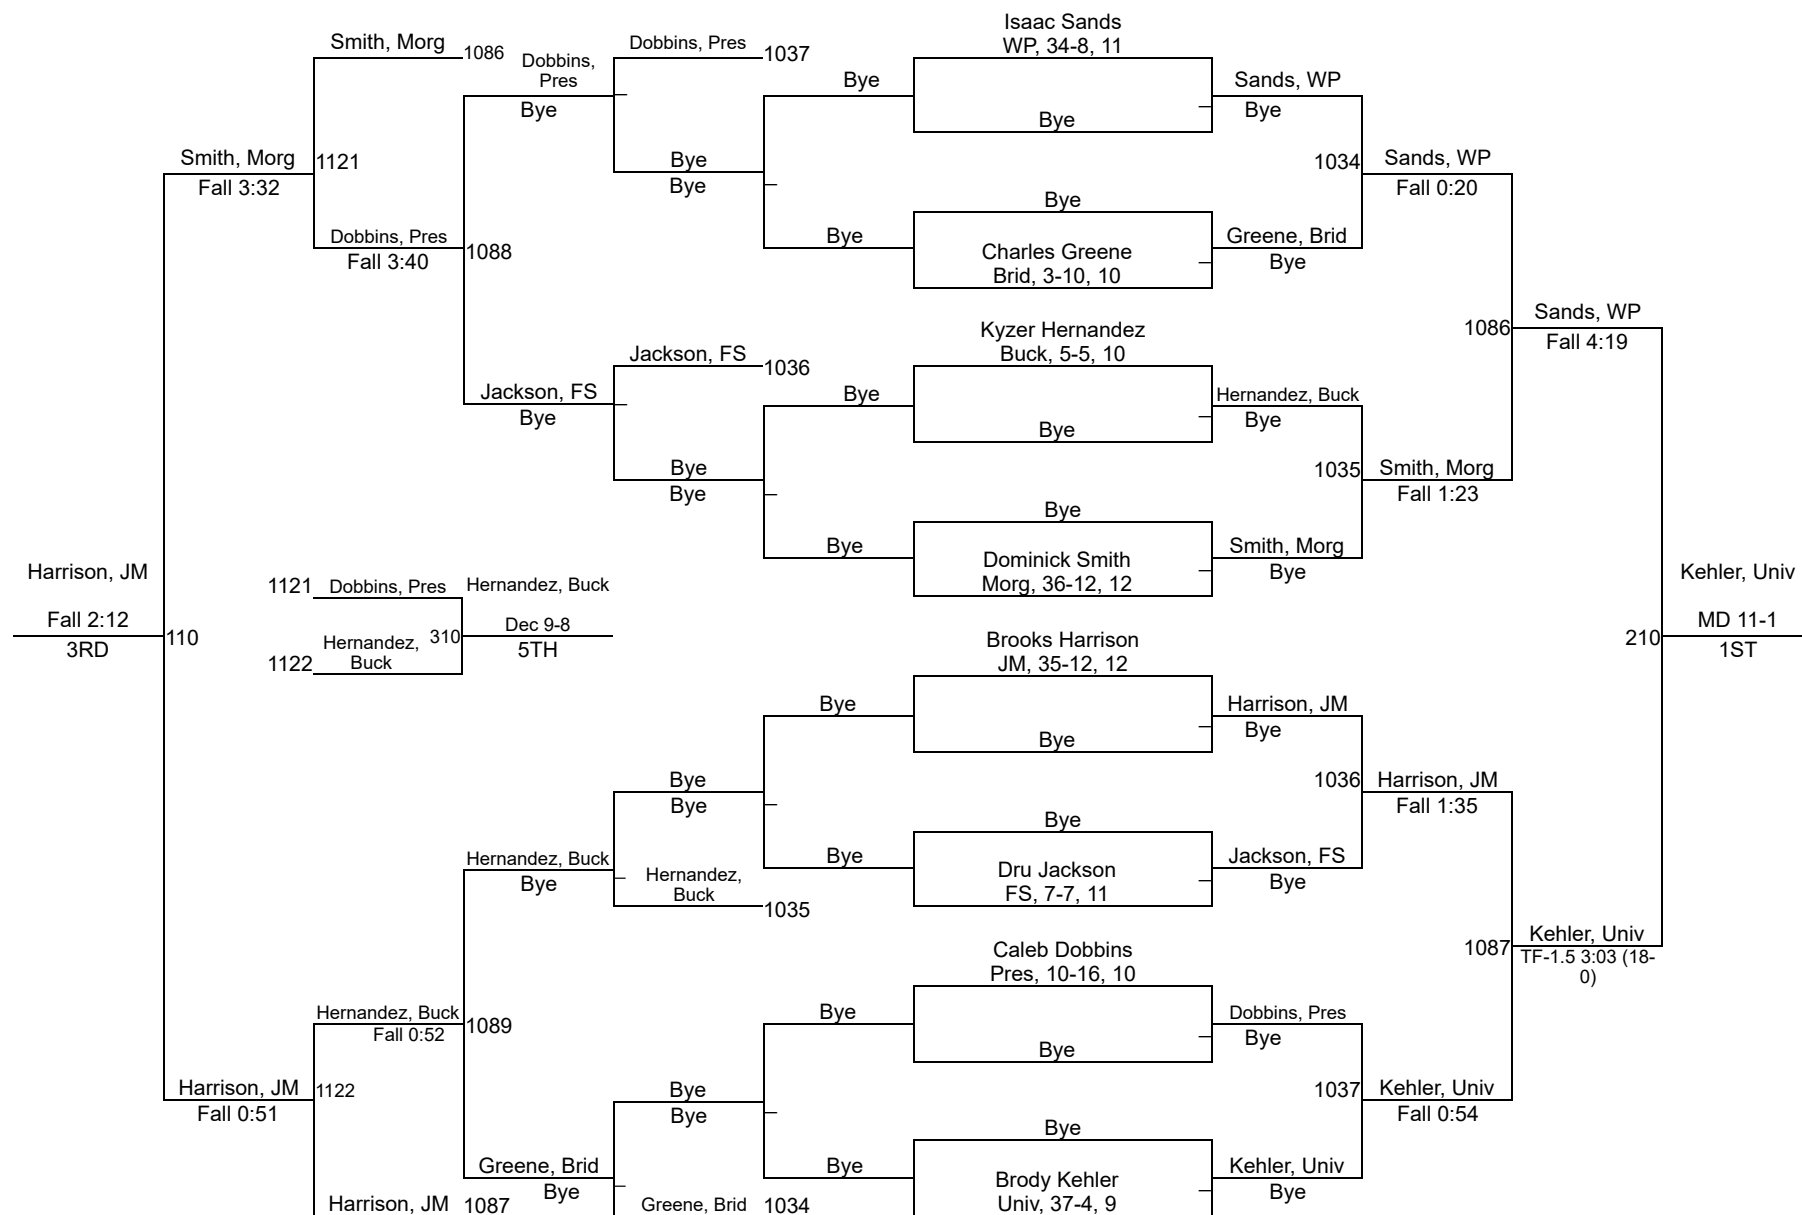 Isaac Sands
WP, 34-8, 11
Smith, Morg
1086
Dobbins,
Pres
Bye
Dobbins, Pres
1037
Bye
Bye
Sands, WP
Bye
Smith, Morg
Fall 3:32
1121
Bye
Bye
1034
Sands, WP
Fall 0:20
Dobbins, Pres
Fall 3:40
1088
Bye
Bye
Charles Greene
Brid, 3-10, 10
Greene, Brid
Bye
1086
Sands, WP
Fall 4:19
Kyzer Hernandez
Buck, 5-5, 10
Jackson, FS
1036
Jackson, FS
Bye
Bye
Bye
Hernandez, Buck
Bye
Bye
Bye
1035
Smith, Morg
Fall 1:23
Bye
Bye
Dominick Smith
Morg, 36-12, 12
Smith, Morg
Bye
Harrison, JM
Fall 2:12
3RD
110
1121
Dobbins, Pres
Hernandez, Buck
Hernandez,
Buck
310
1122
Dec 9-8
5TH
Kehler, Univ
210
MD 11-1
1ST
Brooks Harrison
JM, 35-12, 12
Bye
Bye
Harrison, JM
Bye
Bye
Bye
1036
Harrison, JM
Fall 1:35
Bye
Bye
Dru Jackson
FS, 7-7, 11
Jackson, FS
Bye
Hernandez, Buck
Bye
Hernandez,
Buck
1035
1087
Kehler, Univ
TF-1.5 3:03 (18-
0)
Caleb Dobbins
Pres, 10-16, 10
Hernandez, Buck
Fall 0:52
1089
Bye
Bye
Dobbins, Pres
Bye
Harrison, JM
Fall 0:51
1122
Bye
Bye
1037
Kehler, Univ
Fall 0:54
Bye
Bye
Brody Kehler
Univ, 37-4, 9
Kehler, Univ
Bye
Greene, Brid
Bye
Harrison, JM
1087
Greene, Brid
1034